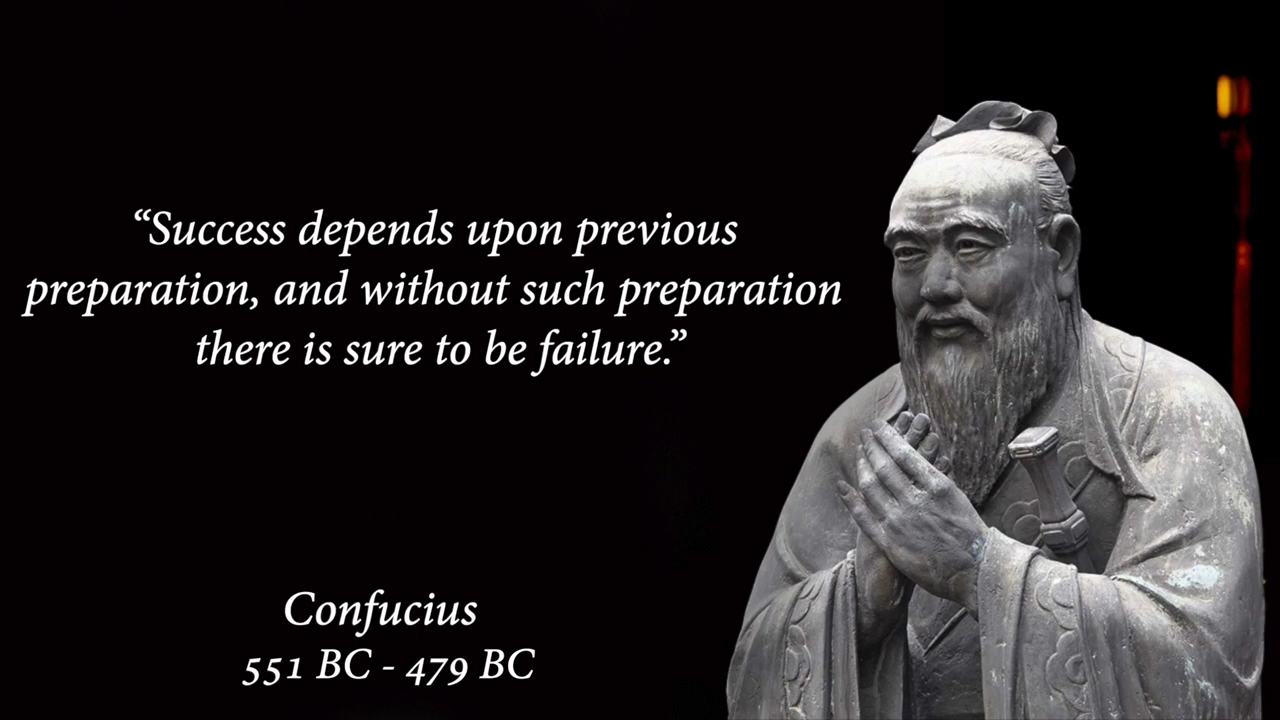 “Success depends upon previous
preparation, and without such preparation
there is sure to be failure.”
Confucius
551 BC - 479 BC